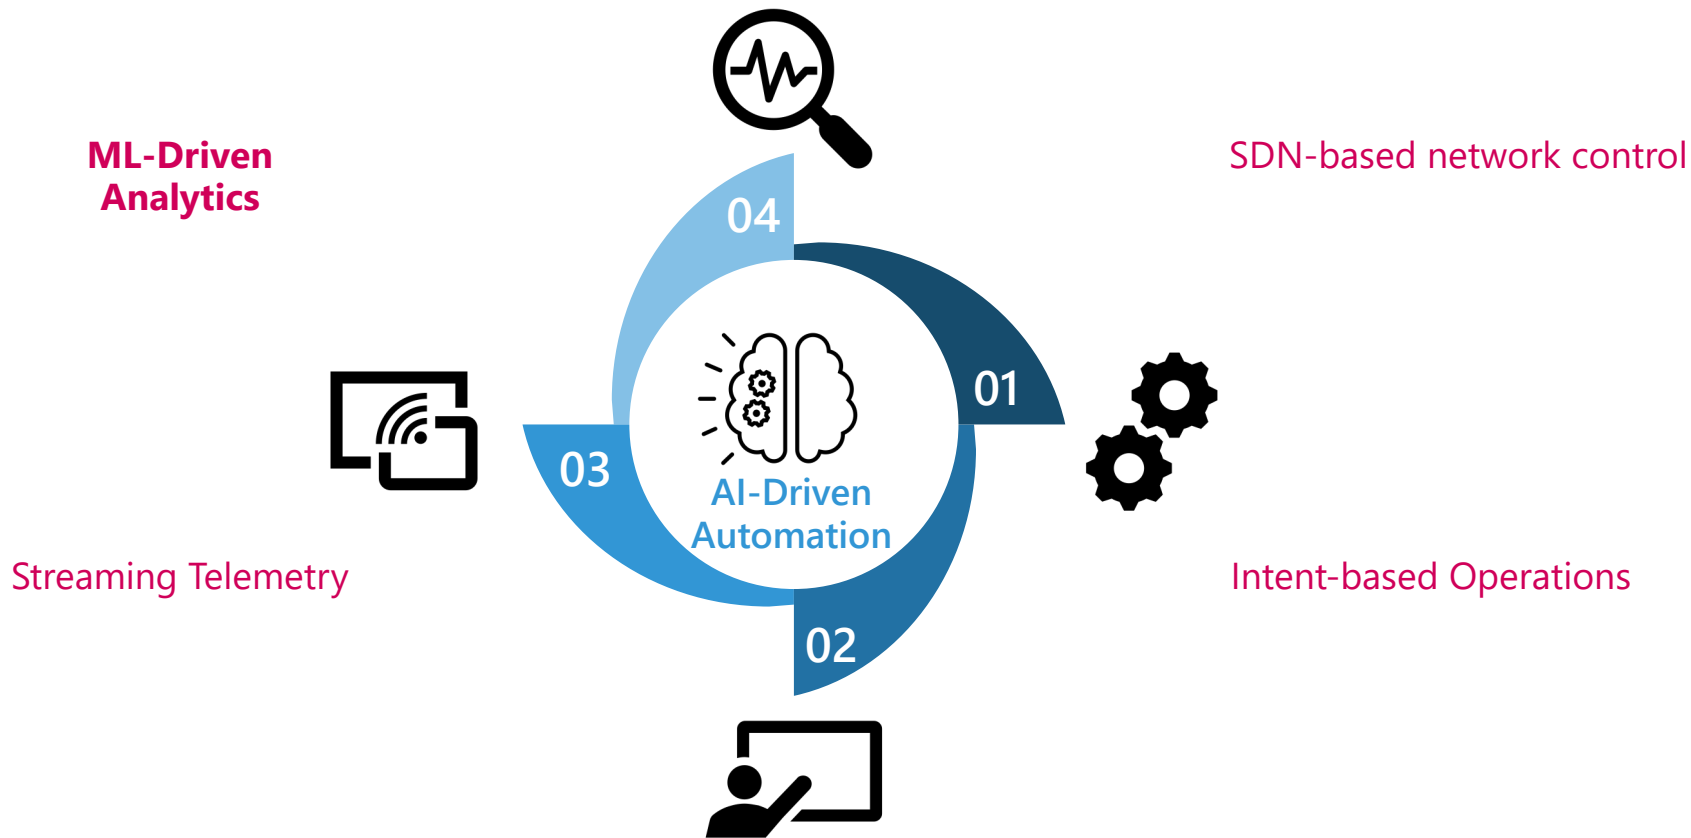 ML-Driven
Analytics
SDN-based network control
04
01
03
AI-Driven
Automation
Streaming Telemetry
Intent-based Operations
02